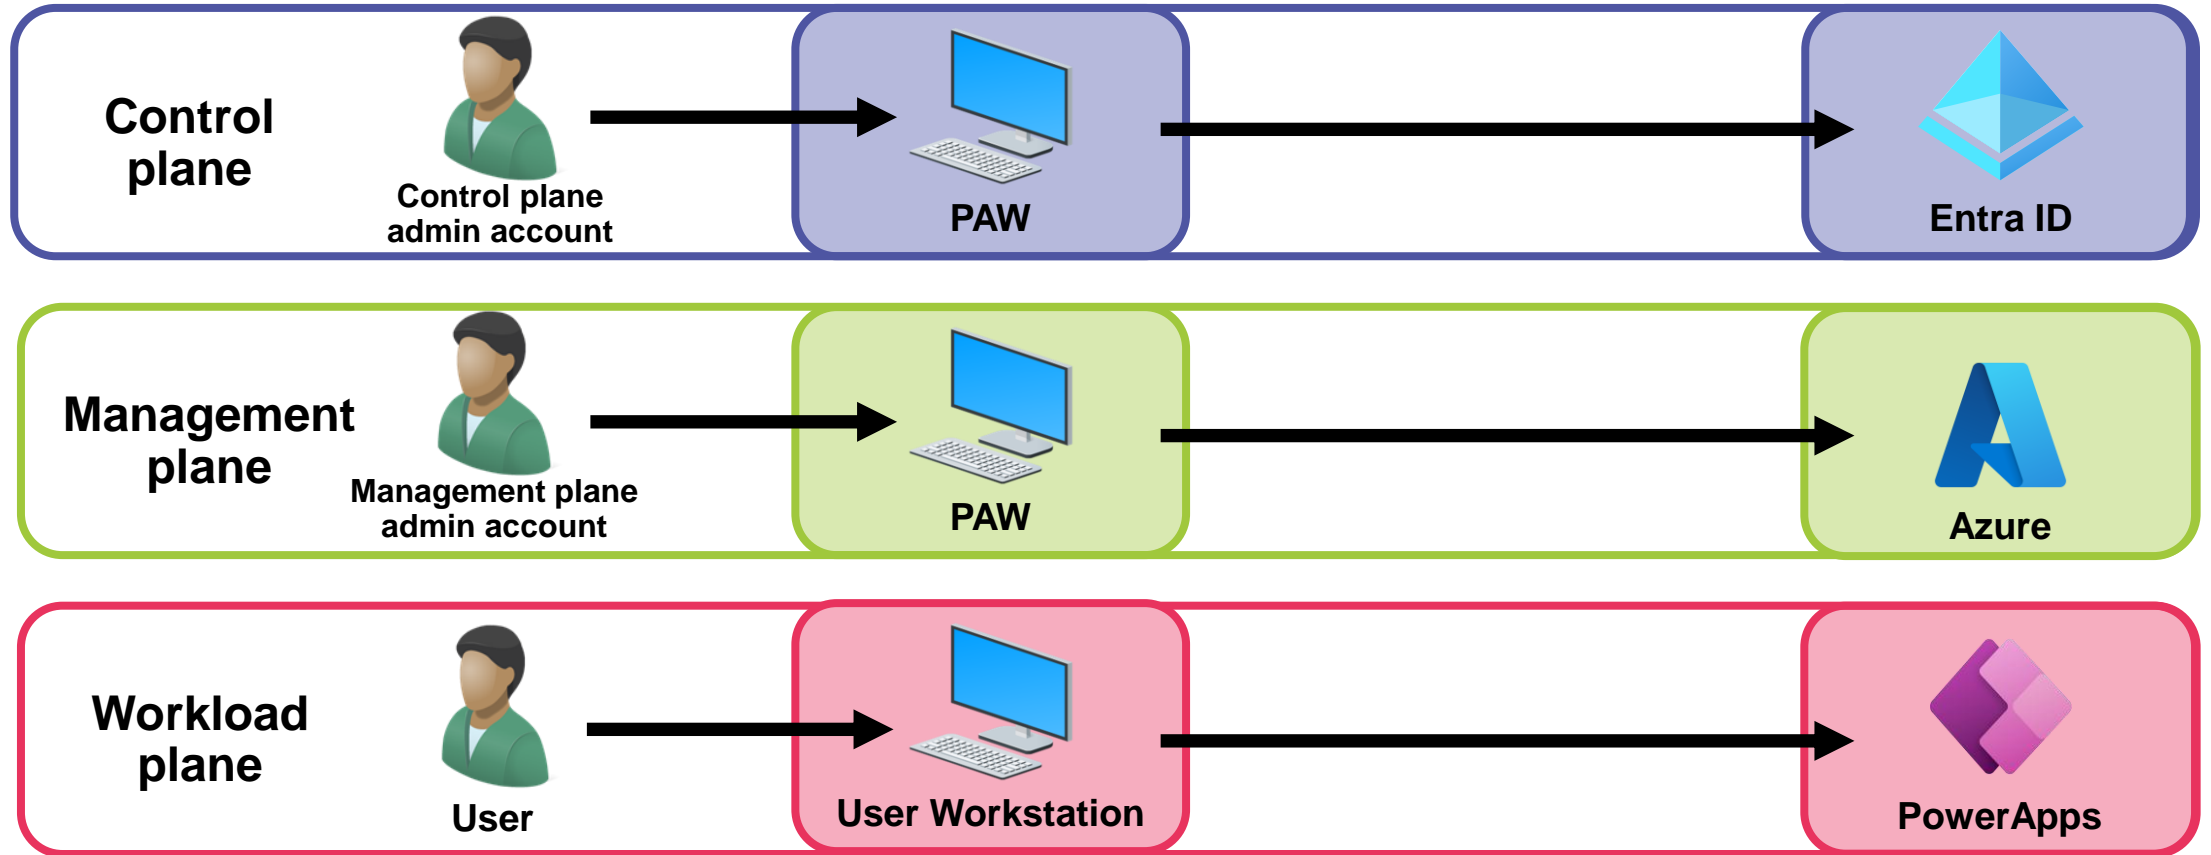 Control
plane
Control plane
admin account
PAW
Entra ID
Management
plane
Management plane
admin account
PAW
Azure
Workload
plane
User
User Workstation
PowerApps